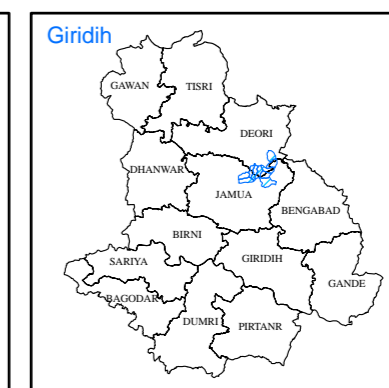 Giridih
GAWAN
TISRI
DEORI
DHANWAR
JAMUA
BENGABAD
BIRNI
SARIYA
GIRIDIH
GANDE
BAGODAR
DUMRI
PIRTANR